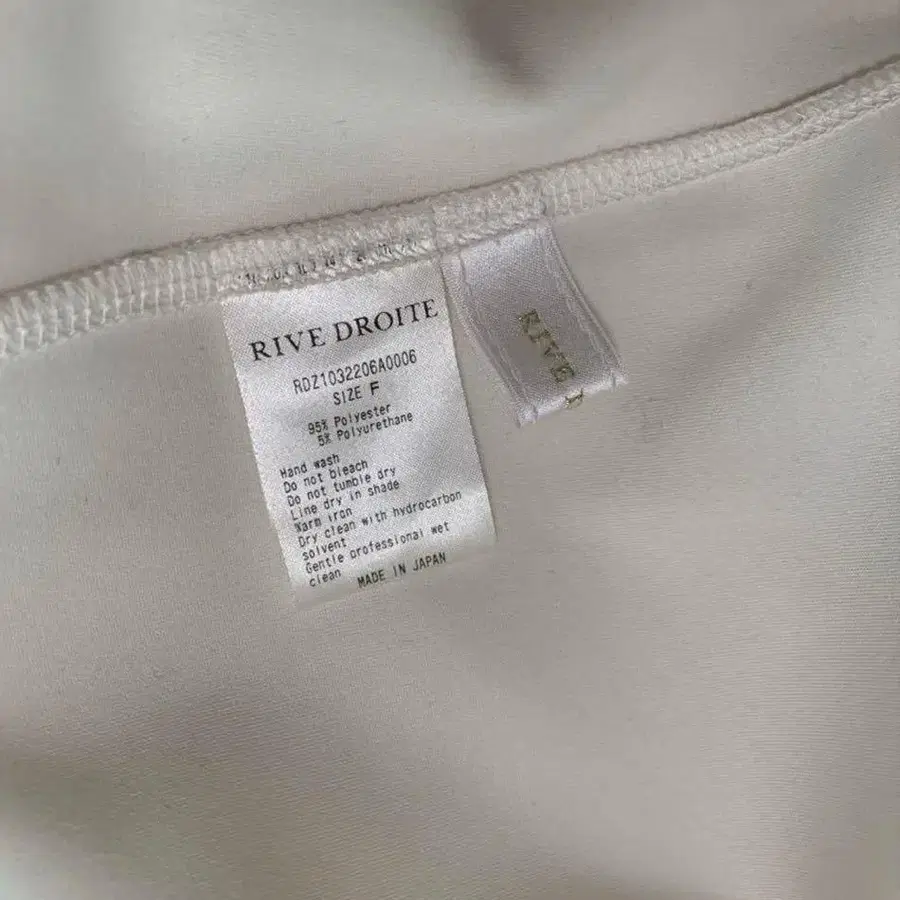 RIVE DROITE
RDZ1032206A0006
SIZE F
95% Polyester
5% Polyurethane
Hand wash
Do not bleach
Do not tumble dry
Line dry in shade
Warm iron
Dry clean with hydrocarbon
solvent
Gentle professional wet
clean
MADE IN JAPAN
RIVE D